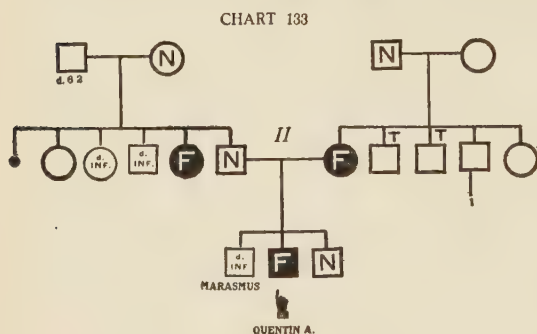 CHART 133
N N
d. 62
II
T T
d. INF. d. INF. F N F
d. INF F N
MARASMUS
QUENTIN A.